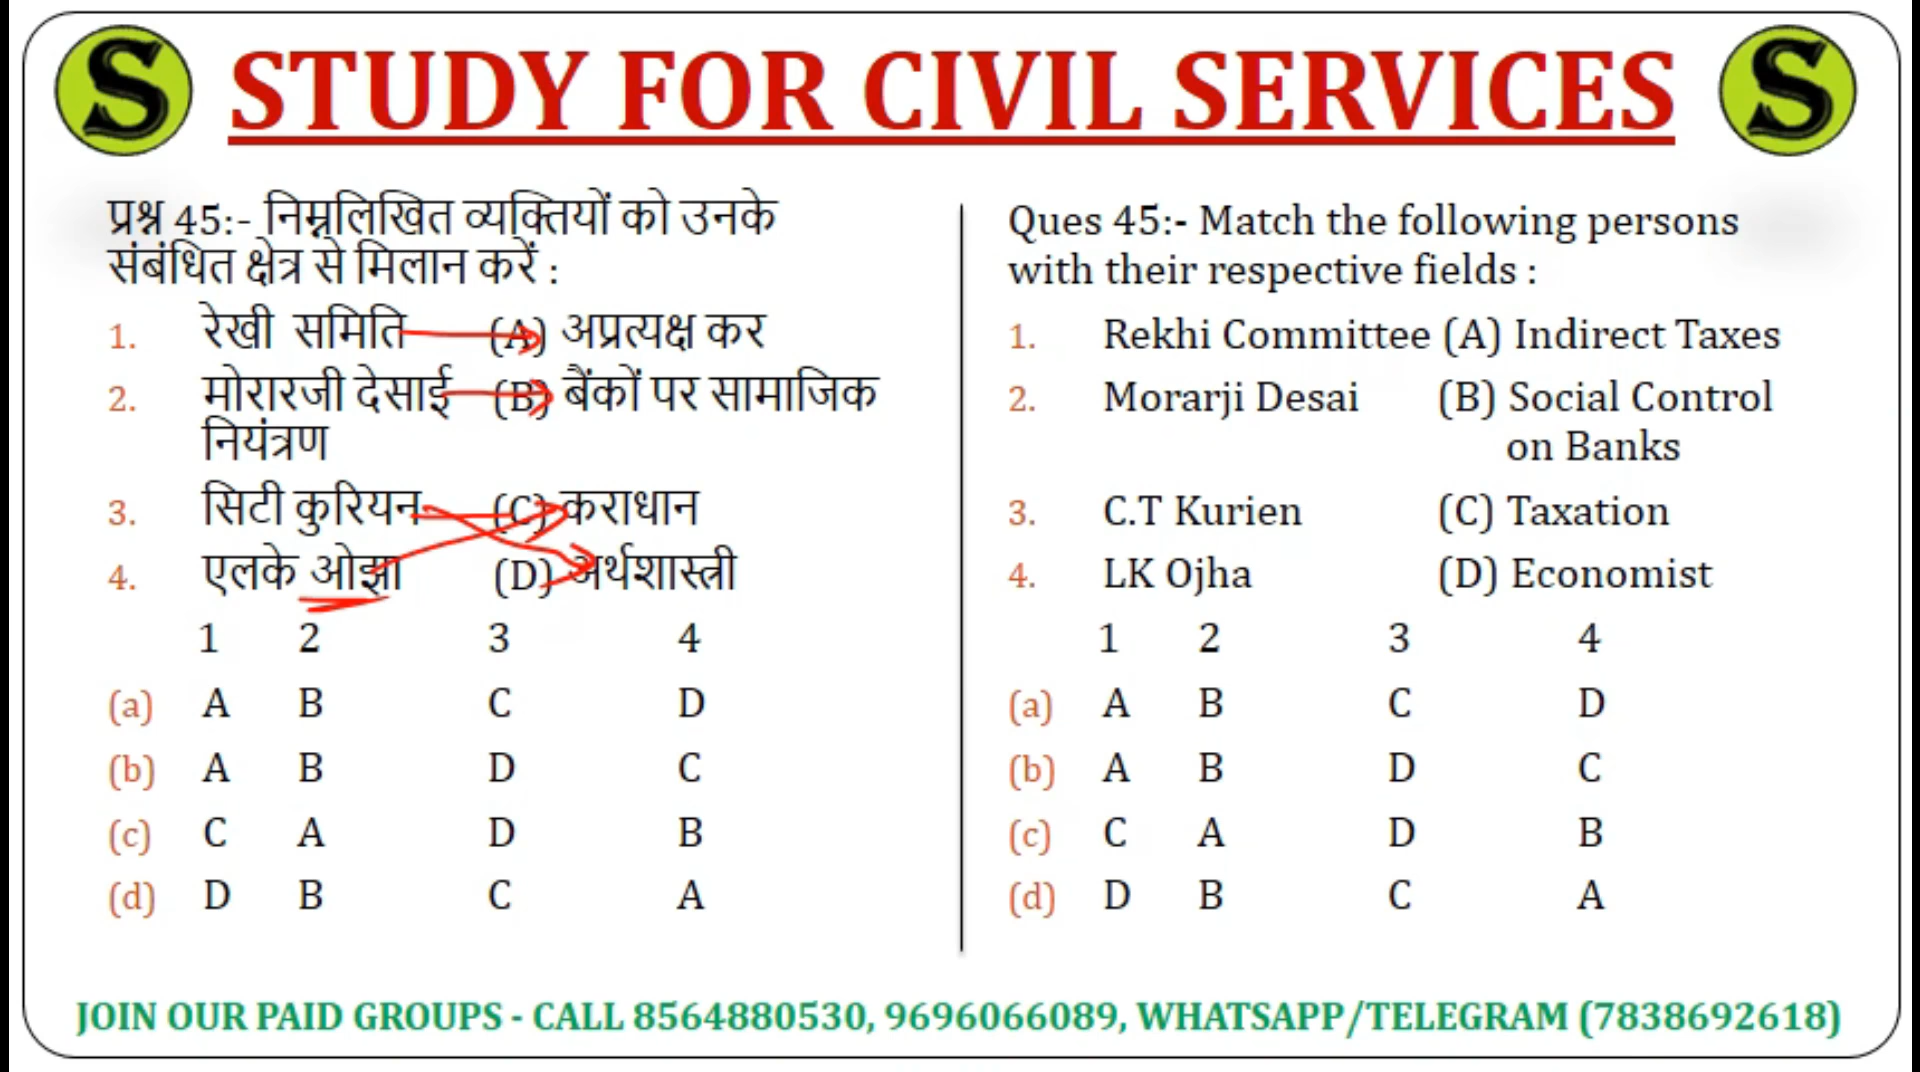 S STUDY FOR CIVIL SERVICES S
प्रश्न 45:- निम्नलिखित व्यक्तियों को उनके
संबंधित क्षेत्र से मिलान करें :
1. रेखी समिति (A) अप्रत्यक्ष कर
2. मोरारजी देसाई (B) बैंकों पर सामाजिक
नियंत्रण
3. सिटी कुरियन (C) कराधान
4. एलके ओझा (D) अर्थशास्त्री
1 2 3 4
(a) A B C D
(b) A B D C
(c) C A D B
(d) D B C A
Ques 45:- Match the following persons
with their respective fields :
1. Rekhi Committee (A) Indirect Taxes
2. Morarji Desai (B) Social Control
on Banks
3. C.T Kurien (C) Taxation
4. LK Ojha (D) Economist
1 2 3 4
(a) A B C D
(b) A B D C
(c) C A D B
(d) D B C A
JOIN OUR PAID GROUPS - CALL 8564880530, 9696066089, WHATSAPP/TELEGRAM (7838692618)